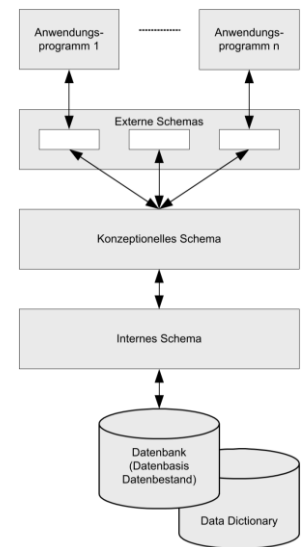 Anwendungs-
programm 1
Anwendungs-
programm n
Externe Schemas
Konzeptionelles Schema
Internes Schema
Datenbank
(Datenbasis
Datenbestand)
Data Dictionary